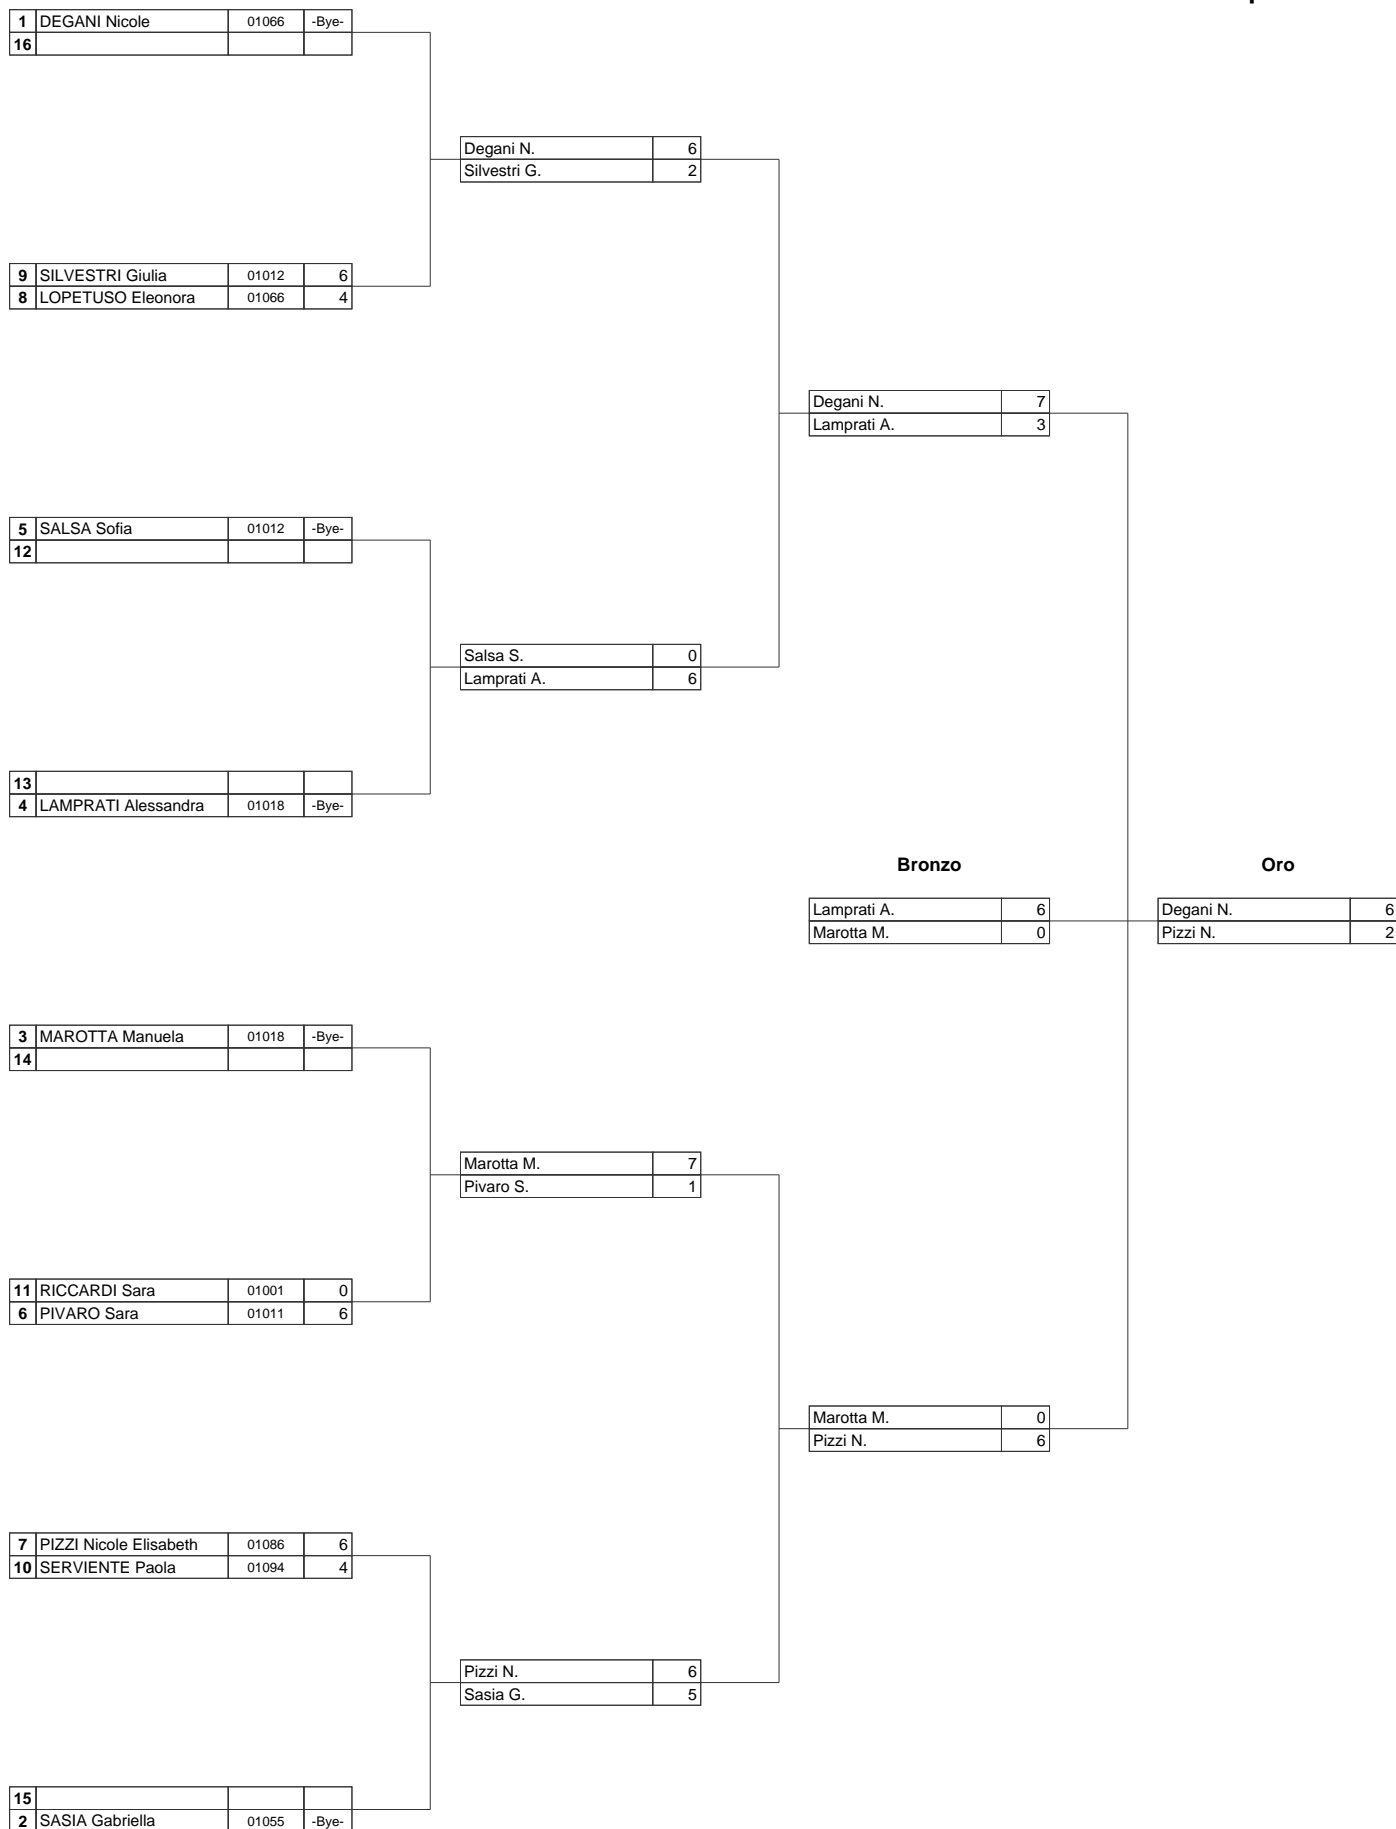 1 DEGANI Nicole 01066 -Bye-
16
Degani N. 6
Silvestri G. 2
9 SILVESTRI Giulia 01012 6
8 LOPETUSO Eleonora 01066 4
Degani N. 7
Lamprati A. 3
5 SALSA Sofia 01012 -Bye-
12
Salsa S. 0
Lamprati A. 6
13
4 LAMPRATI Alessandra 01018 -Bye-
Bronzo Oro
Lamprati A. 6 Degani N. 6
Marotta M. 0 Pizzi N. 2
3 MAROTTA Manuela 01018 -Bye-
14
Marotta M. 7
Pivaro S. 1
11 RICCARDI Sara 01001 0
6 PIVARO Sara 01011 6
Marotta M. 0
Pizzi N. 6
7 PIZZI Nicole Elisabeth 01086 6
10 SERVIENTE Paola 01094 4
Pizzi N. 6
Sasia G. 5
15
2 SASIA Gabriella 01055 -Bye-